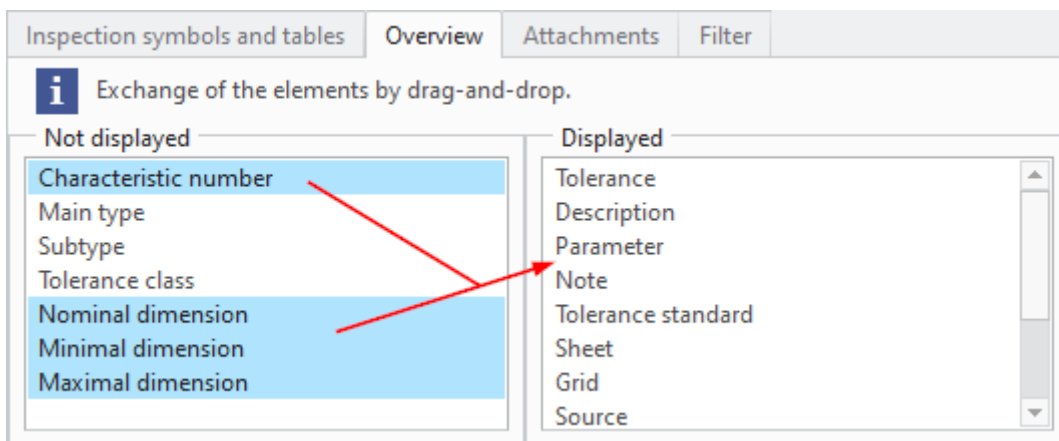 Inspection symbols and tables Overview Attachments Filter
i Exchange of the elements by drag-and-drop.
Not displayed
Characteristic number
Main type
Subtype
Tolerance class
Nominal dimension
Minimal dimension
Maximal dimension
Displayed
Tolerance
Description
Parameter
Note
Tolerance standard
Sheet
Grid
Source